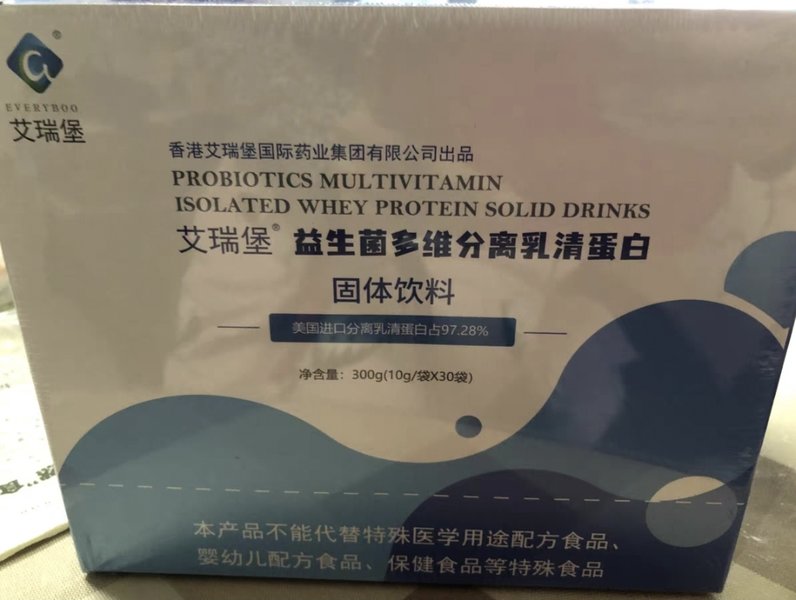 EVERYBOO
艾瑞堡
香港艾瑞堡国际药业集团有限公司出品
PROBIOTICS MULTIVITAMIN
ISOLATED WHEY PROTEIN SOLID DRINKS
艾瑞堡® 益生菌多维分离乳清蛋白
固体饮料
美国进口分离乳清蛋白占97.28%
净含量：300g(10g/袋X30袋)
本产品不能代替特殊医学用途配方食品、
婴幼儿配方食品、保健食品等特殊食品